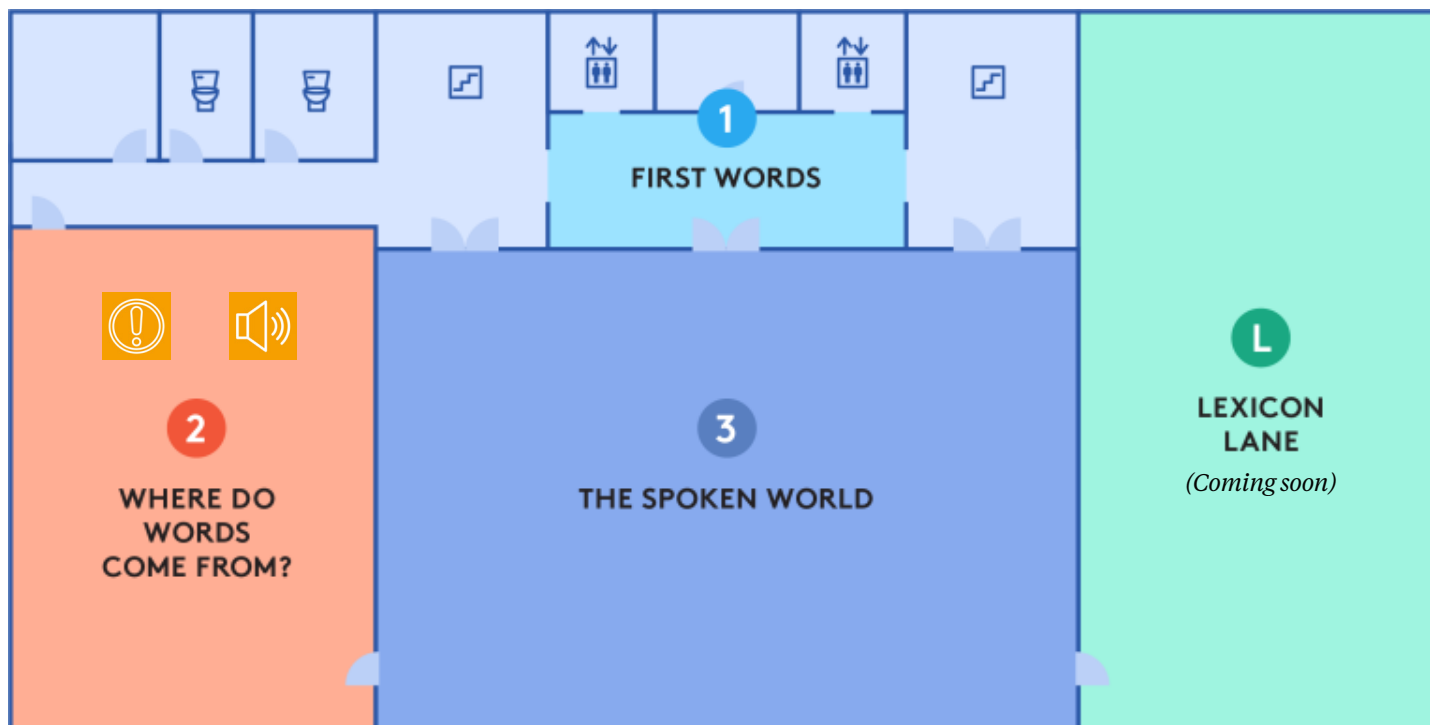 1
FIRST WORDS
2
WHERE DO
WORDS
COME FROM?
3
THE SPOKEN WORLD
L
LEXICON
LANE
(Coming soon)